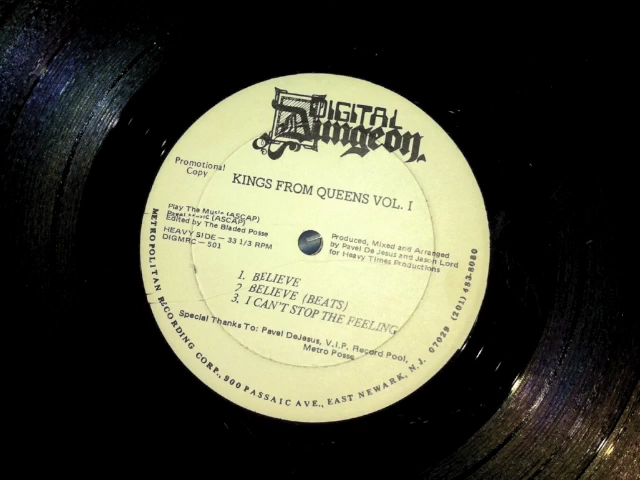 DIGITAL
Dungeon.
Promotional
Copy
KINGS FROM QUEENS VOL. I
Play The Music (ASCAP)
Music (ASCAP)
Edited by The Bladed Posse
HEAVY SIDE — 33 1/3 RPM
DIGMRC — 501
Produced, Mixed and Arranged
by Pavel De Jesus and Jason Lord
for Heavy Times Productions
1. BELIEVE
2 BELIEVE (BEATS)
3. I CAN'T STOP THE FEELING
Special Thanks To: Pavel DeJesus, V.I.P. Record Pool,
Metro Posse
METROPOLITAN RECORDING CORP., 900 PASSAIC AVE., EAST NEWARK, N.J. 07029 (201) 483-8080